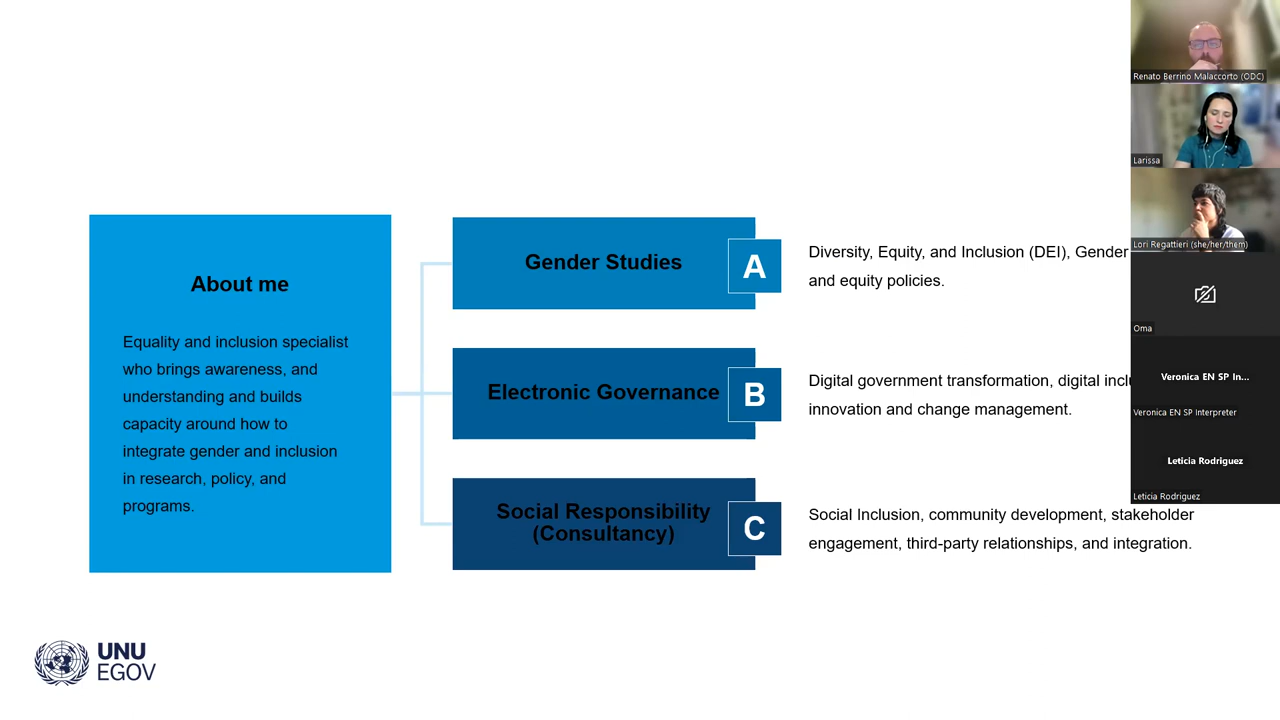 About me
Equality and inclusion specialist
who brings awareness, and
understanding and builds
capacity around how to
integrate gender and inclusion
in research, policy, and
programs.
Gender Studies
A
Diversity, Equity, and Inclusion (DEI), Gender
and equity policies.
Electronic Governance
B
Digital government transformation, digital
innovation and change management.
Social Responsibility
(Consultancy)
C
Social Inclusion, community development, stakeholder
engagement, third-party relationships, and integration.
UNU
EGOV
Renato Berrino Malaccorto (ODC)
Larissa
Lori Regattieri (she/her/them)
Oma
Veronica EN SP In...
Veronica EN SP Interpreter
Leticia Rodriguez
Leticia Rodriguez